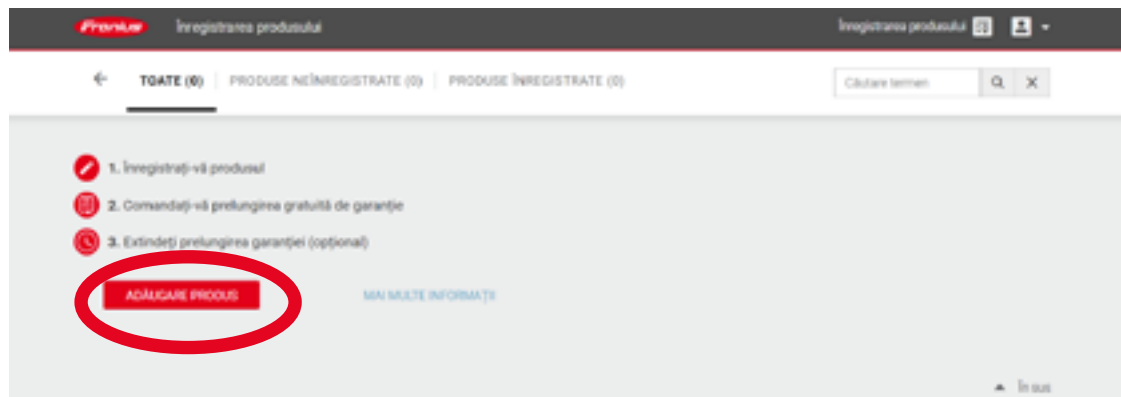 Fronius Înregistrarea produsului Înregistrarea produsului
TOATE (0) PRODUSE NEÎNREGISTRATE (0) PRODUSE ÎNREGISTRATE (0) Căutare termen
1. Înregistrați-vă produsul
2. Comandați-vă prelungirea gratuită de garanție
3. Extindeți prelungirea garanției (opțional)
ADĂUGARE PRODUS MAI MULTE INFORMAȚII
În sus